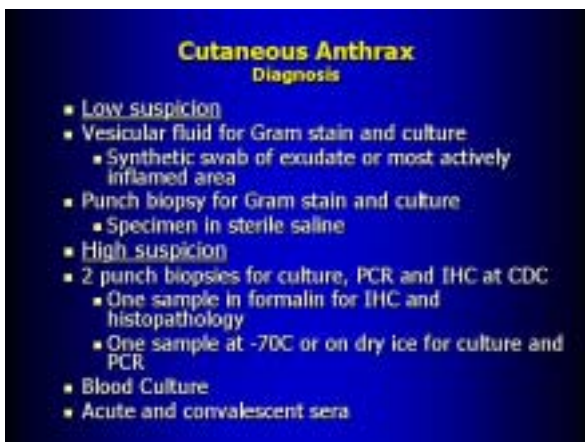 Cutaneous Anthrax
Diagnosis
Low suspicion
Vesicular fluid for Gram stain and culture
Synthetic swab of exudate or most actively
inflamed area
Punch biopsy for Gram stain and culture
Specimen in sterile saline
High suspicion
2 punch biopsies for culture, PCR and IHC at CDC
One sample in formalin for IHC and
histopathology
One sample at -70C or on dry ice for culture and
PCR
Blood Culture
Acute and convalescent sera